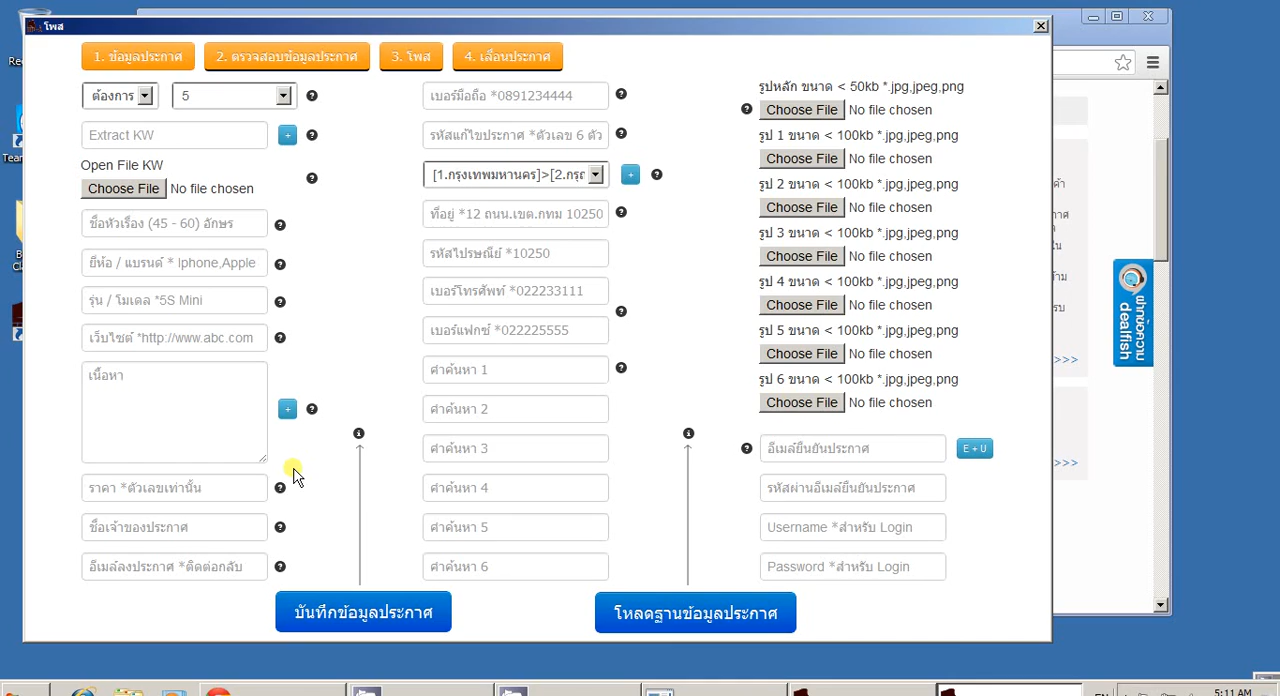 โพส
1. ข้อมูลประกาศ
2. ตรวจสอบข้อมูลประกาศ
3. โพส
4. เลื่อนประกาศ
ต้องการ
5
Extract KW
+
Open File KW
Choose File No file chosen
ชื่อหัวเรื่อง (45 - 60) อักษร
ยี่ห้อ / แบรนด์ * Iphone,Apple
รุ่น / โมเดล *5S Mini
เว็บไซต์ *http://www.abc.com
เนื้อหา
+
ราคา *ตัวเลขเท่านั้น
ชื่อเจ้าของประกาศ
อีเมล์ลงประกาศ *ติดต่อกลับ
เบอร์มือถือ *0891234444
รหัสแก้ไขประกาศ *ตัวเลข 6 ตัว
[1.กรุงเทพมหานคร]>[2.กรุง
+
ที่อยู่ *12 ถนน.เขต.กทม 10250
รหัสไปรษณีย์ *10250
เบอร์โทรศัพท์ *022233111
เบอร์แฟกซ์ *022225555
คำค้นหา 1
คำค้นหา 2
คำค้นหา 3
คำค้นหา 4
คำค้นหา 5
คำค้นหา 6
รูปหลัก ขนาด < 50kb *.jpg,jpeg,png
Choose File No file chosen
รูป 1 ขนาด < 100kb *.jpg,jpeg,png
Choose File No file chosen
รูป 2 ขนาด < 100kb *.jpg,jpeg,png
Choose File No file chosen
รูป 3 ขนาด < 100kb *.jpg,jpeg,png
Choose File No file chosen
รูป 4 ขนาด < 100kb *.jpg,jpeg,png
Choose File No file chosen
รูป 5 ขนาด < 100kb *.jpg,jpeg,png
Choose File No file chosen
รูป 6 ขนาด < 100kb *.jpg,jpeg,png
Choose File No file chosen
อีเมล์ยืนยันประกาศ
E + U
รหัสผ่านอีเมล์ยืนยันประกาศ
Username *สำหรับ Login
Password *สำหรับ Login
บันทึกข้อมูลประกาศ
โหลดฐานข้อมูลประกาศ
ฝากข้อความ
dealfish
>>>
>>>
EN
5:11 AM